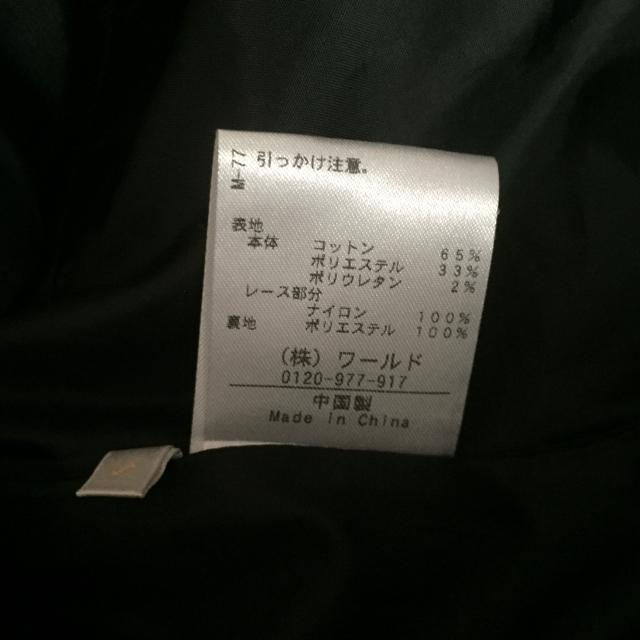 M-77
引っかけ注意。
表地
本体 コットン 65%
ポリエステル 33%
ポリウレタン 2%
レース部分
ナイロン 100%
裏地 ポリエステル 100%
(株) ワールド
0120-977-917
中国製
Made in China